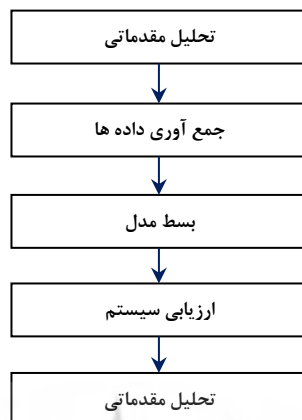 تحلیل مقدماتی
جمع آوری داده ها
بسط مدل
ارزیابی سیستم
تحلیل مقدماتی